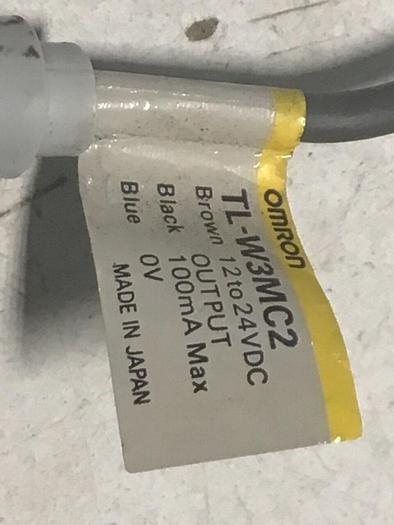 OMRON
TL-W3MC2
Brown 12to24VDC
Black OUTPUT
100mA Max
Blue 0V
MADE IN JAPAN